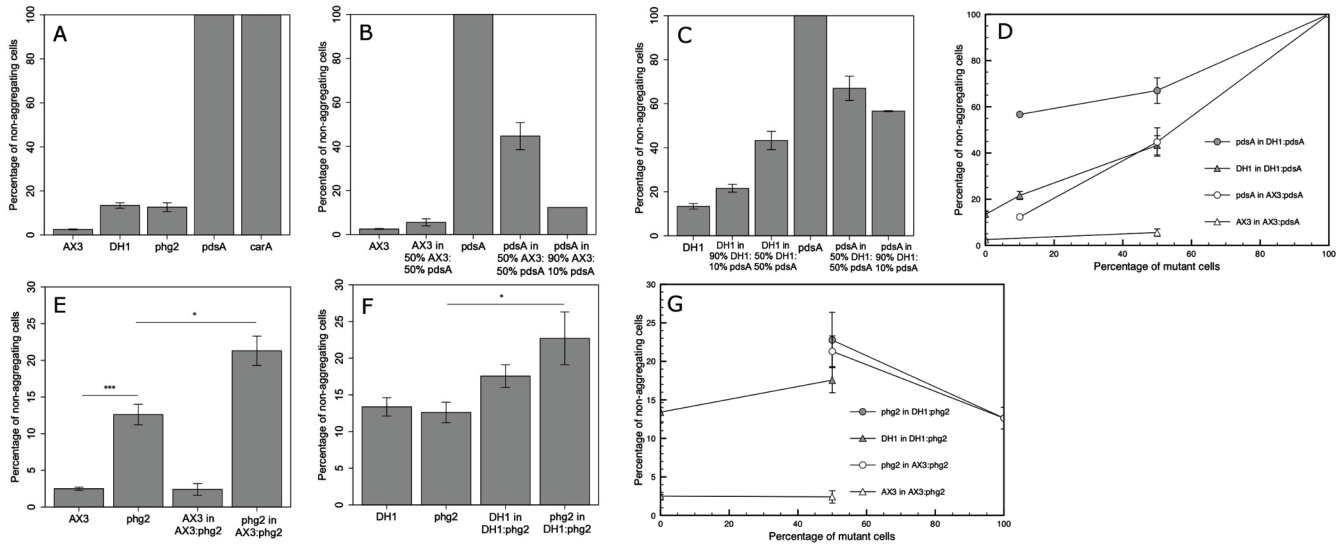 A
Percentage of non-aggregating cells
100
80
60
40
20
0
AX3
DH1
phg2
pdsA
carA
B
Percentage of non-aggregating cells
100
80
60
40
20
0
AX3
AX3 in
50% AX3:
50% pdsA
pdsA
pdsA in
50% AX3:
50% pdsA
pdsA in
90% AX3:
10% pdsA
C
Percentage of non-aggregating cells
100
80
60
40
20
0
DH1
DH1 in
90% DH1:
10% pdsA
DH1 in
50% DH1:
50% pdsA
pdsA
pdsA in
50% DH1:
50% pdsA
pdsA in
90% DH1:
10% pdsA
D
Percentage of non-aggregating cells
100
80
60
40
20
0
pdsA in DH1:pdsA
DH1 in DH1:pdsA
pdsA in AX3:pdsA
AX3 in AX3:pdsA
0 20 40 60 80 100
Percentage of mutant cells
E
Percentage of non-aggregating cells
30
25
20
15
10
5
0
*
***
AX3
phg2
AX3 in
AX3:phg2
phg2 in
AX3:phg2
F
Percentage of non-aggregating cells
30
25
20
15
10
5
0
*
DH1
phg2
DH1 in
DH1:phg2
phg2 in
DH1:phg2
G
Percentage of non-aggregating cells
30
25
20
15
10
5
0
phg2 in DH1:phg2
DH1 in DH1:phg2
phg2 in AX3:phg2
AX3 in AX3:phg2
0 20 40 60 80 100
Percentage of mutant cells